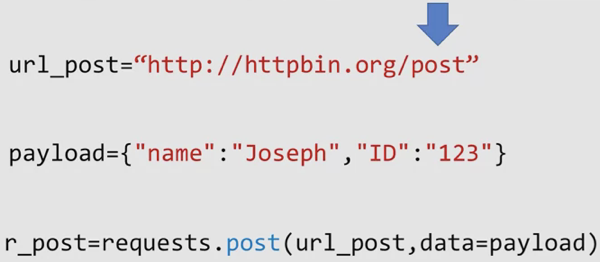 url_post=“http://httpbin.org/post”
payload={"name":"Joseph","ID":"123"}
r_post=requests.post(url_post,data=payload)